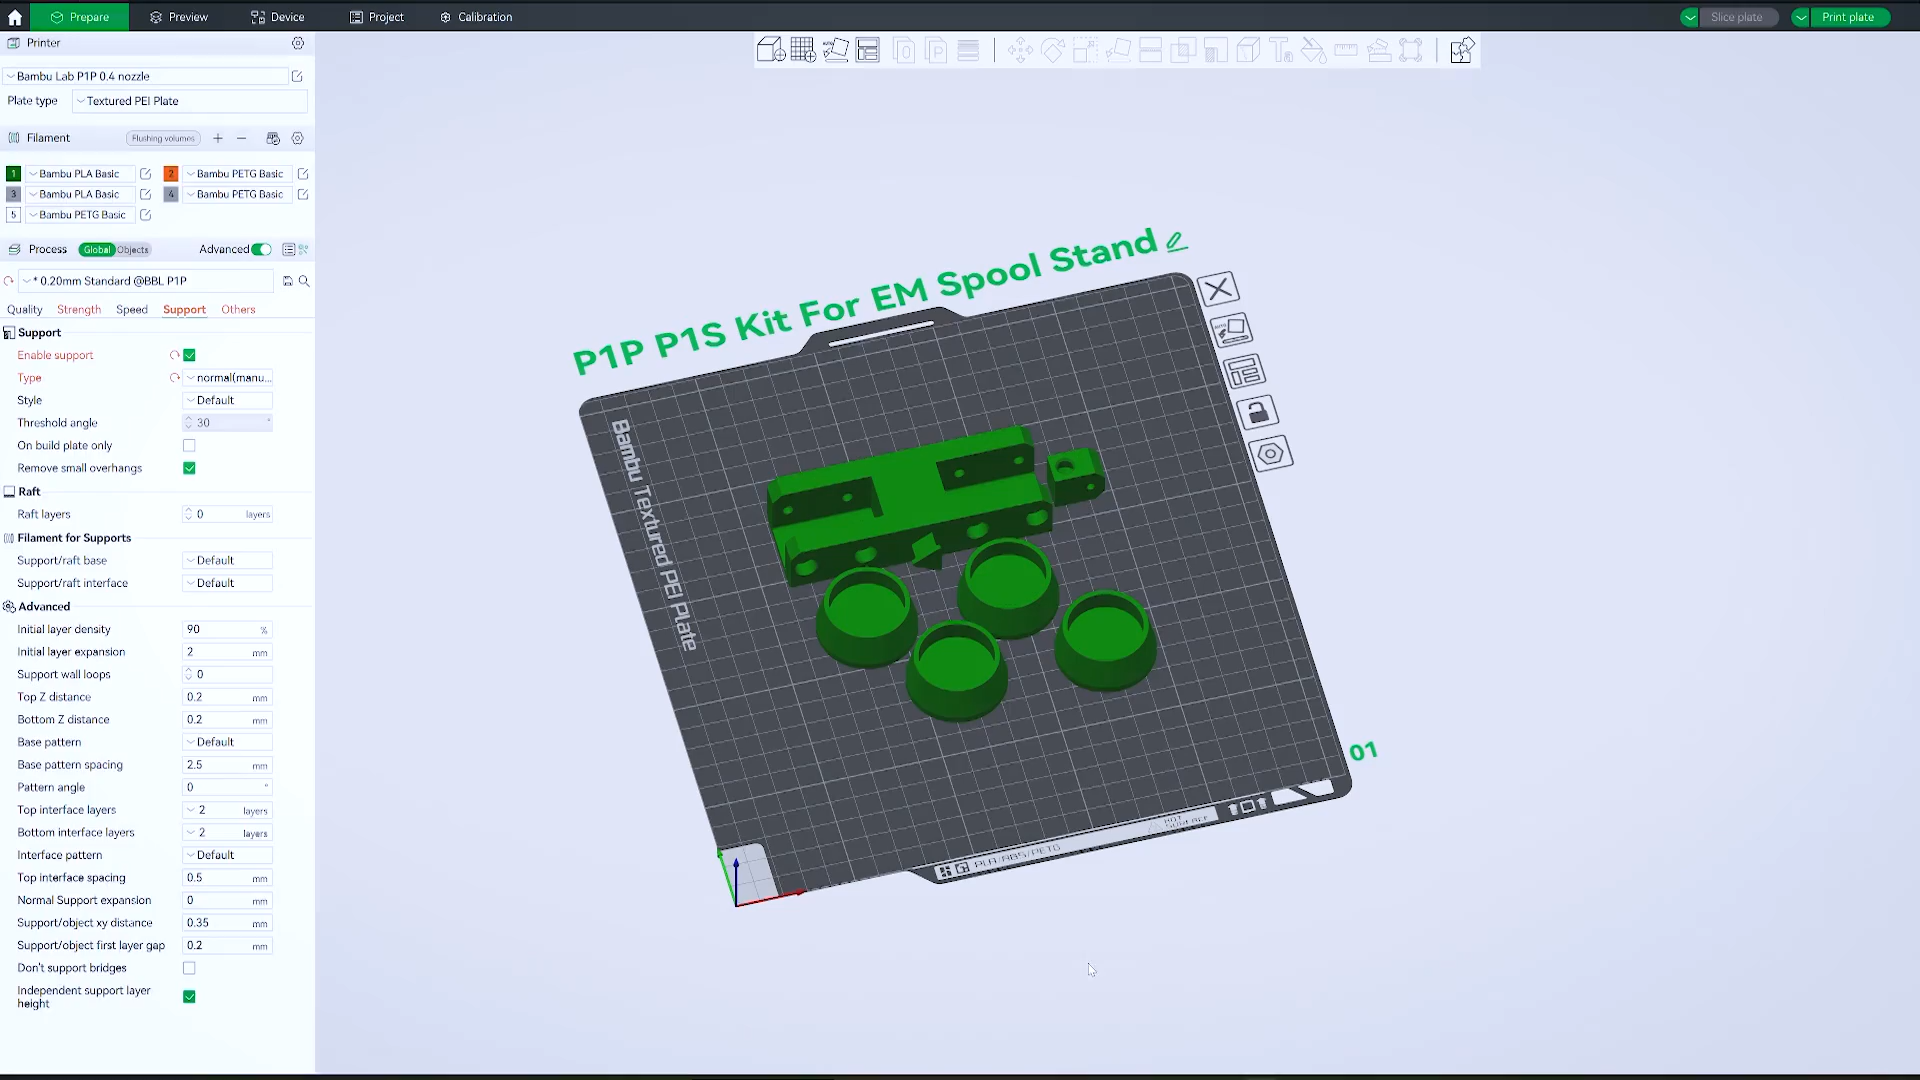 Prepare Preview Device Project Calibration Slice plate Print plate
Printer
Bambu Lab P1P 0.4 nozzle
Plate type Textured PEI Plate
Filament Flushing volumes
1 Bambu PLA Basic 2 Bambu PETG Basic
3 Bambu PLA Basic 4 Bambu PETG Basic
5 Bambu PETG Basic
Process Global Objects Advanced
* 0.20mm Standard @BBL P1P
Quality Strength Speed Support Others
Support
Enable support
Type normal(manu...
Style Default
Threshold angle 30 °
On build plate only
Remove small overhangs
Raft
Raft layers 0 layers
Filament for Supports
Support/raft base Default
Support/raft interface Default
Advanced
Initial layer density 90 %
Initial layer expansion 2 mm
Support wall loops 0
Top Z distance 0.2 mm
Bottom Z distance 0.2 mm
Base pattern Default
Base pattern spacing 2.5 mm
Pattern angle 0 °
Top interface layers 2 layers
Bottom interface layers 2 layers
Interface pattern Default
Top interface spacing 0.5 mm
Normal Support expansion 0 mm
Support/object xy distance 0.35 mm
Support/object first layer gap 0.2 mm
Don't support bridges
Independent support layer
height
P1P P1S Kit For EM Spool Stand
Bambu Textured PEI Plate
01
PLA/ABS/PETG
HOT
SURFACE